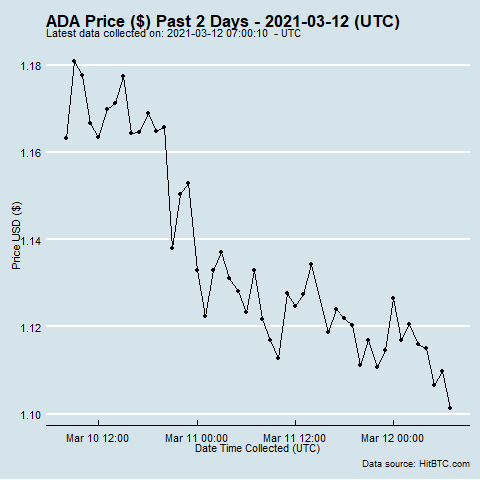 ADA Price ($) Past 2 Days - 2021-03-12 (UTC)
Latest data collected on: 2021-03-12 07:00:10 - UTC
1.18
1.16
1.14
1.12
1.10
Price USD ($)
Mar 10 12:00 Mar 11 00:00 Mar 11 12:00 Mar 12 00:00
Date Time Collected (UTC)
Data source: HitBTC.com